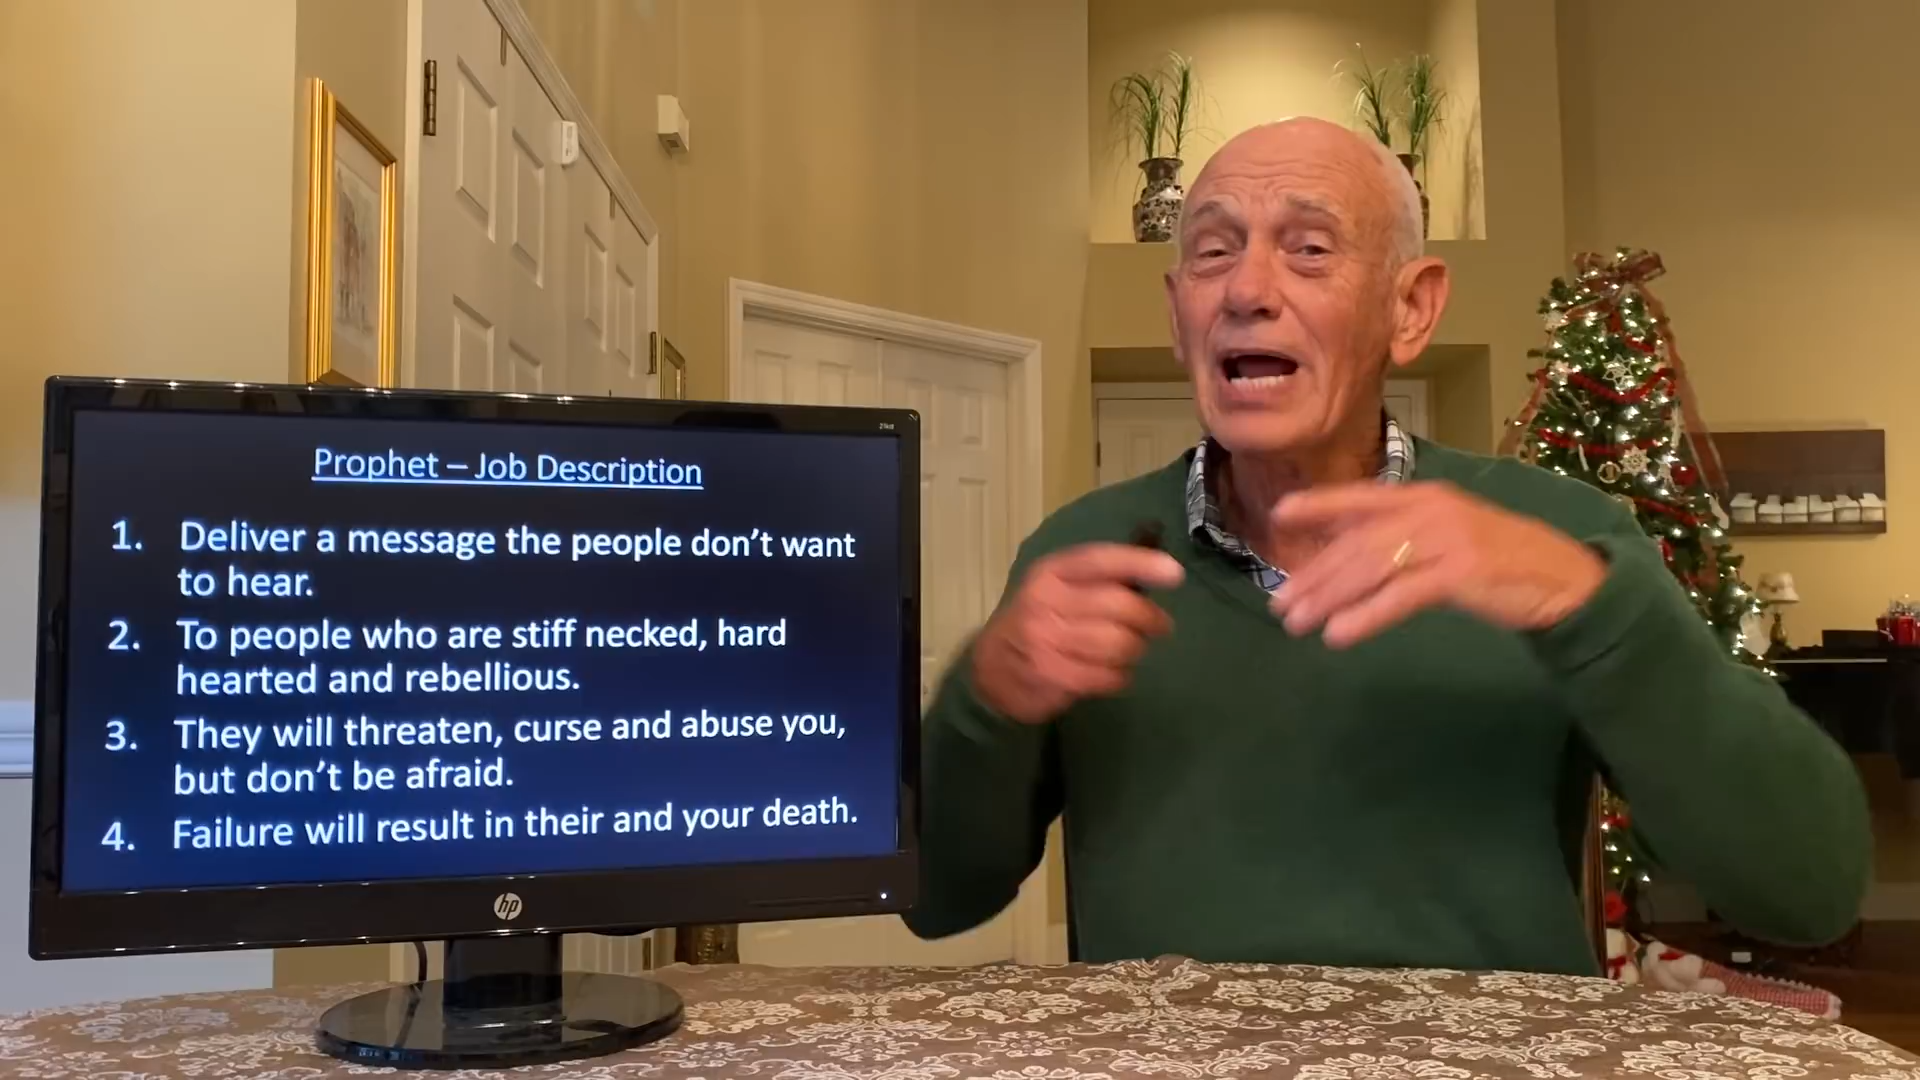 Prophet – Job Description
1. Deliver a message the people don't want
to hear.
2. To people who are stiff necked, hard
hearted and rebellious.
3. They will threaten, curse and abuse you,
but don't be afraid.
4. Failure will result in their and your death.
hp